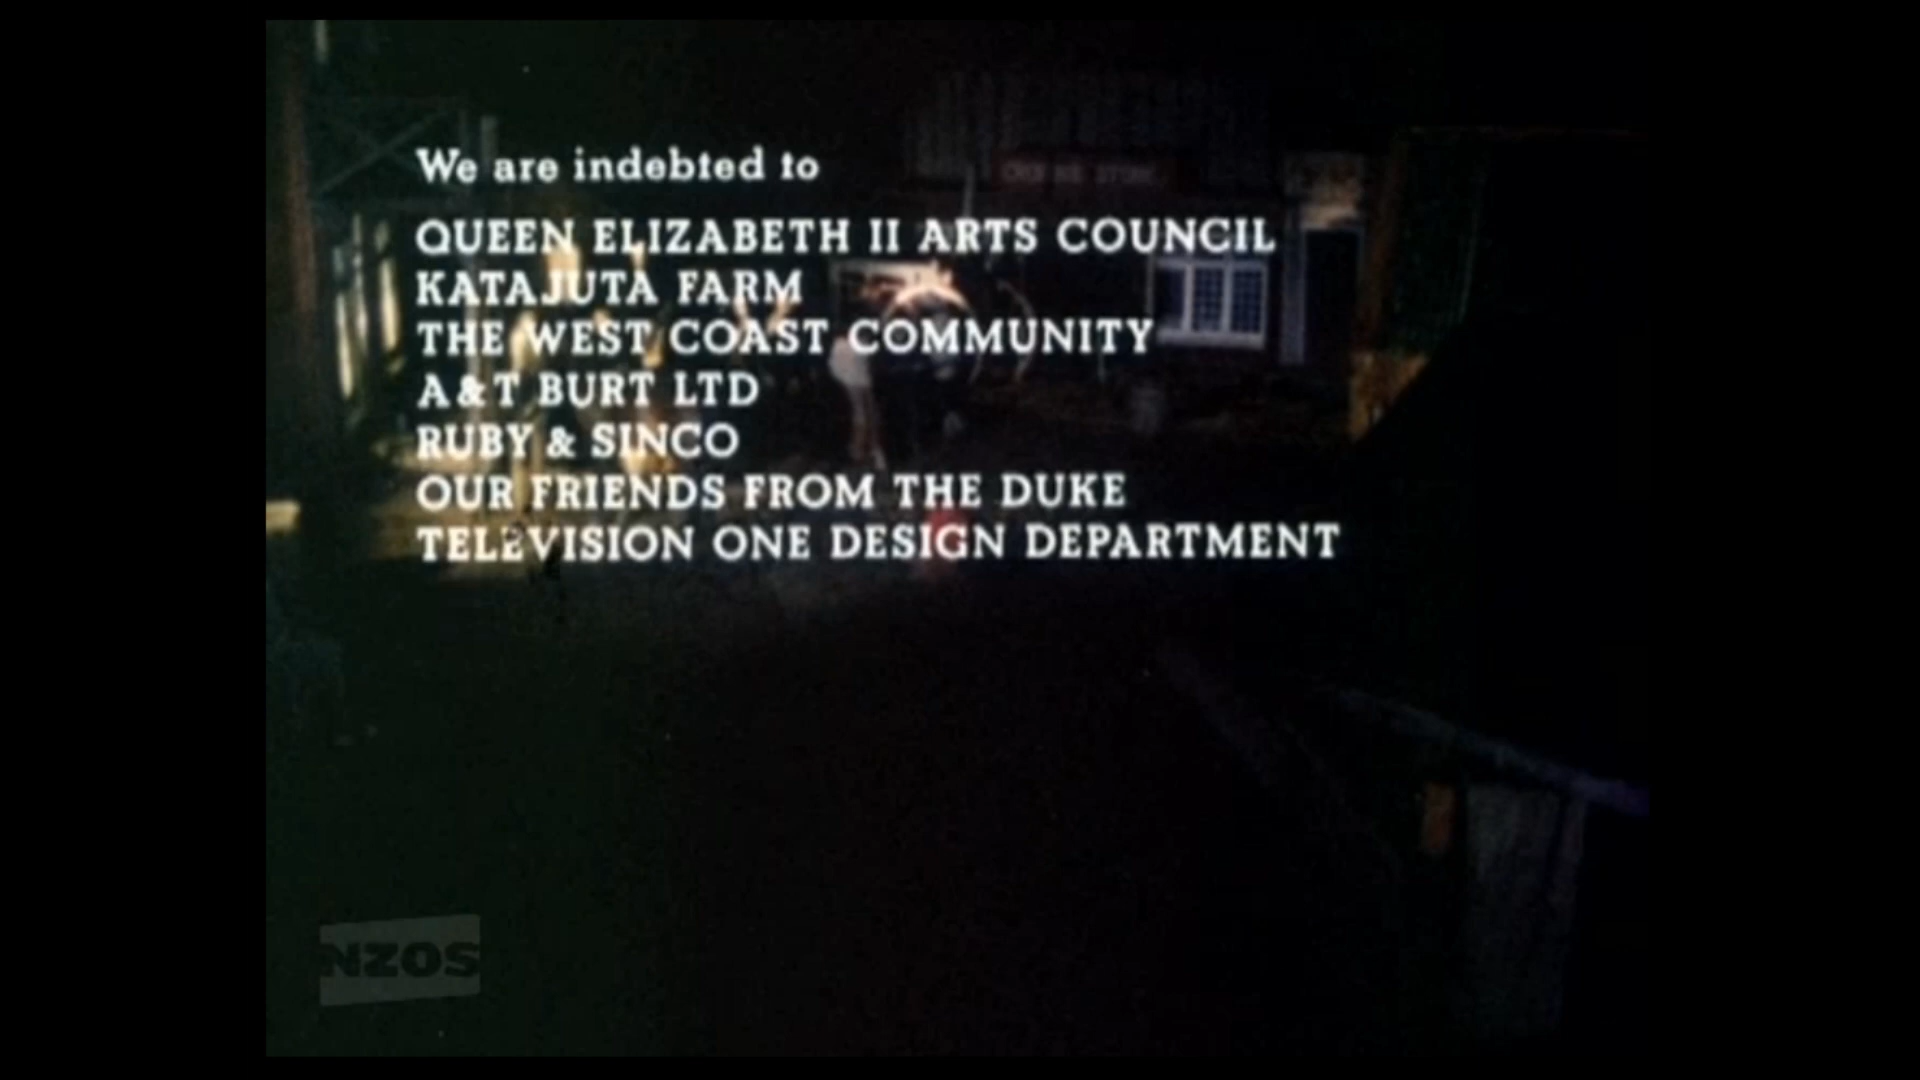 We are indebted to
QUEEN ELIZABETH II ARTS COUNCIL
KATAJUTA FARM
THE WEST COAST COMMUNITY
A & T BURT LTD
RUBY & SINCO
OUR FRIENDS FROM THE DUKE
TELEVISION ONE DESIGN DEPARTMENT
NZOS